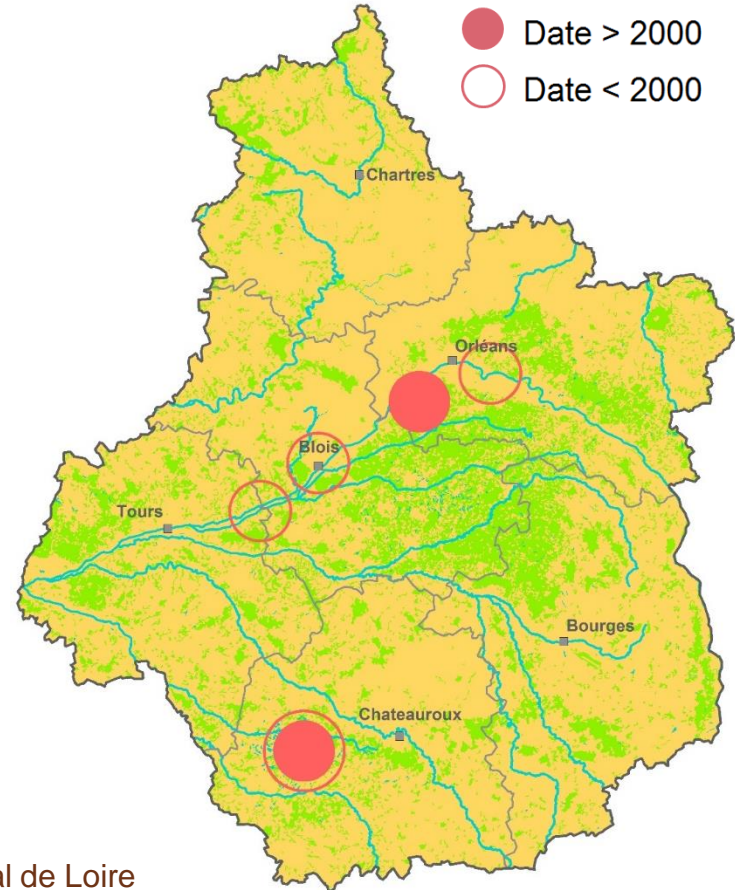 Date > 2000
Date < 2000
Chartres
Orléans
Blois
Tours
Bourges
Chateauroux
al de Loire